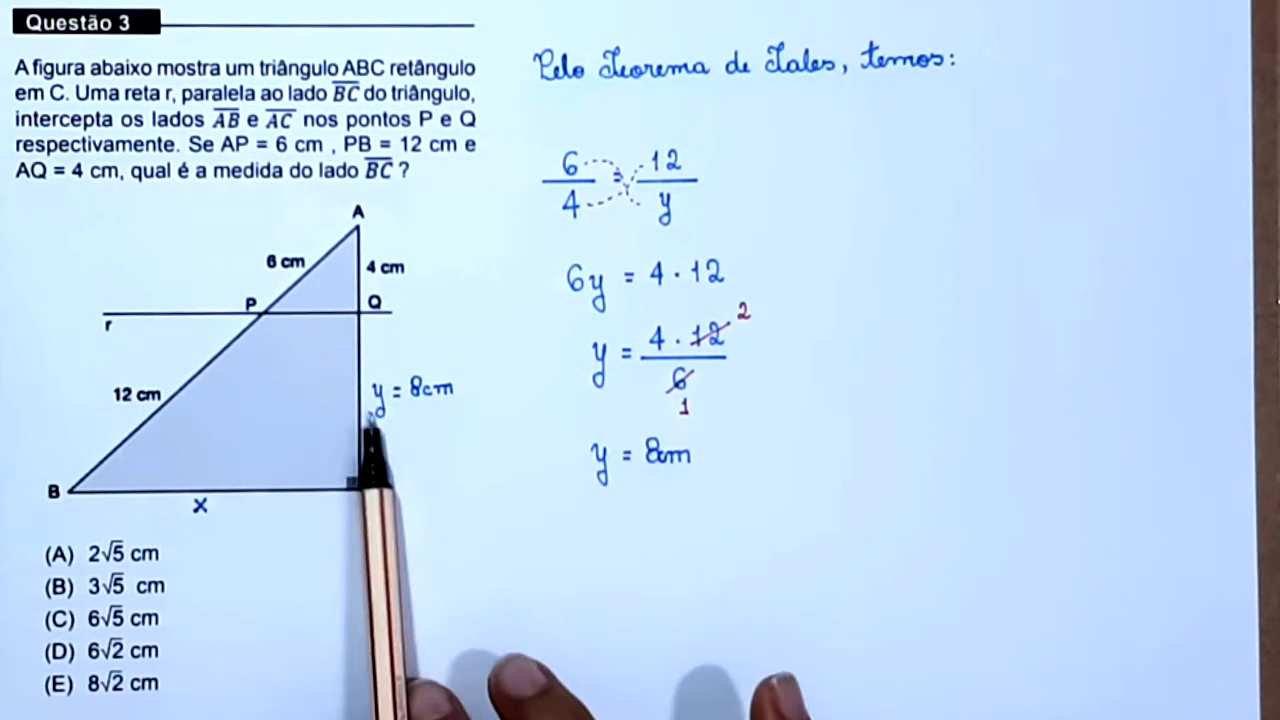 Questão 3
A figura abaixo mostra um triângulo ABC retângulo
em C. Uma reta r, paralela ao lado BC do triângulo,
intercepta os lados AB e AC nos pontos P e Q
respectivamente. Se AP = 6 cm , PB = 12 cm e
AQ = 4 cm, qual é a medida do lado BC ?
A
6 cm
4 cm
P
Q
r
12 cm
y = 8cm
B
x
(A) 2√5 cm
(B) 3√5 cm
(C) 6√5 cm
(D) 6√2 cm
(E) 8√2 cm
Pelo Teorema de Tales, temos:
6/4 = 12/y
6y = 4 · 12
y = 4 · 12/6
2
1
y = 8cm